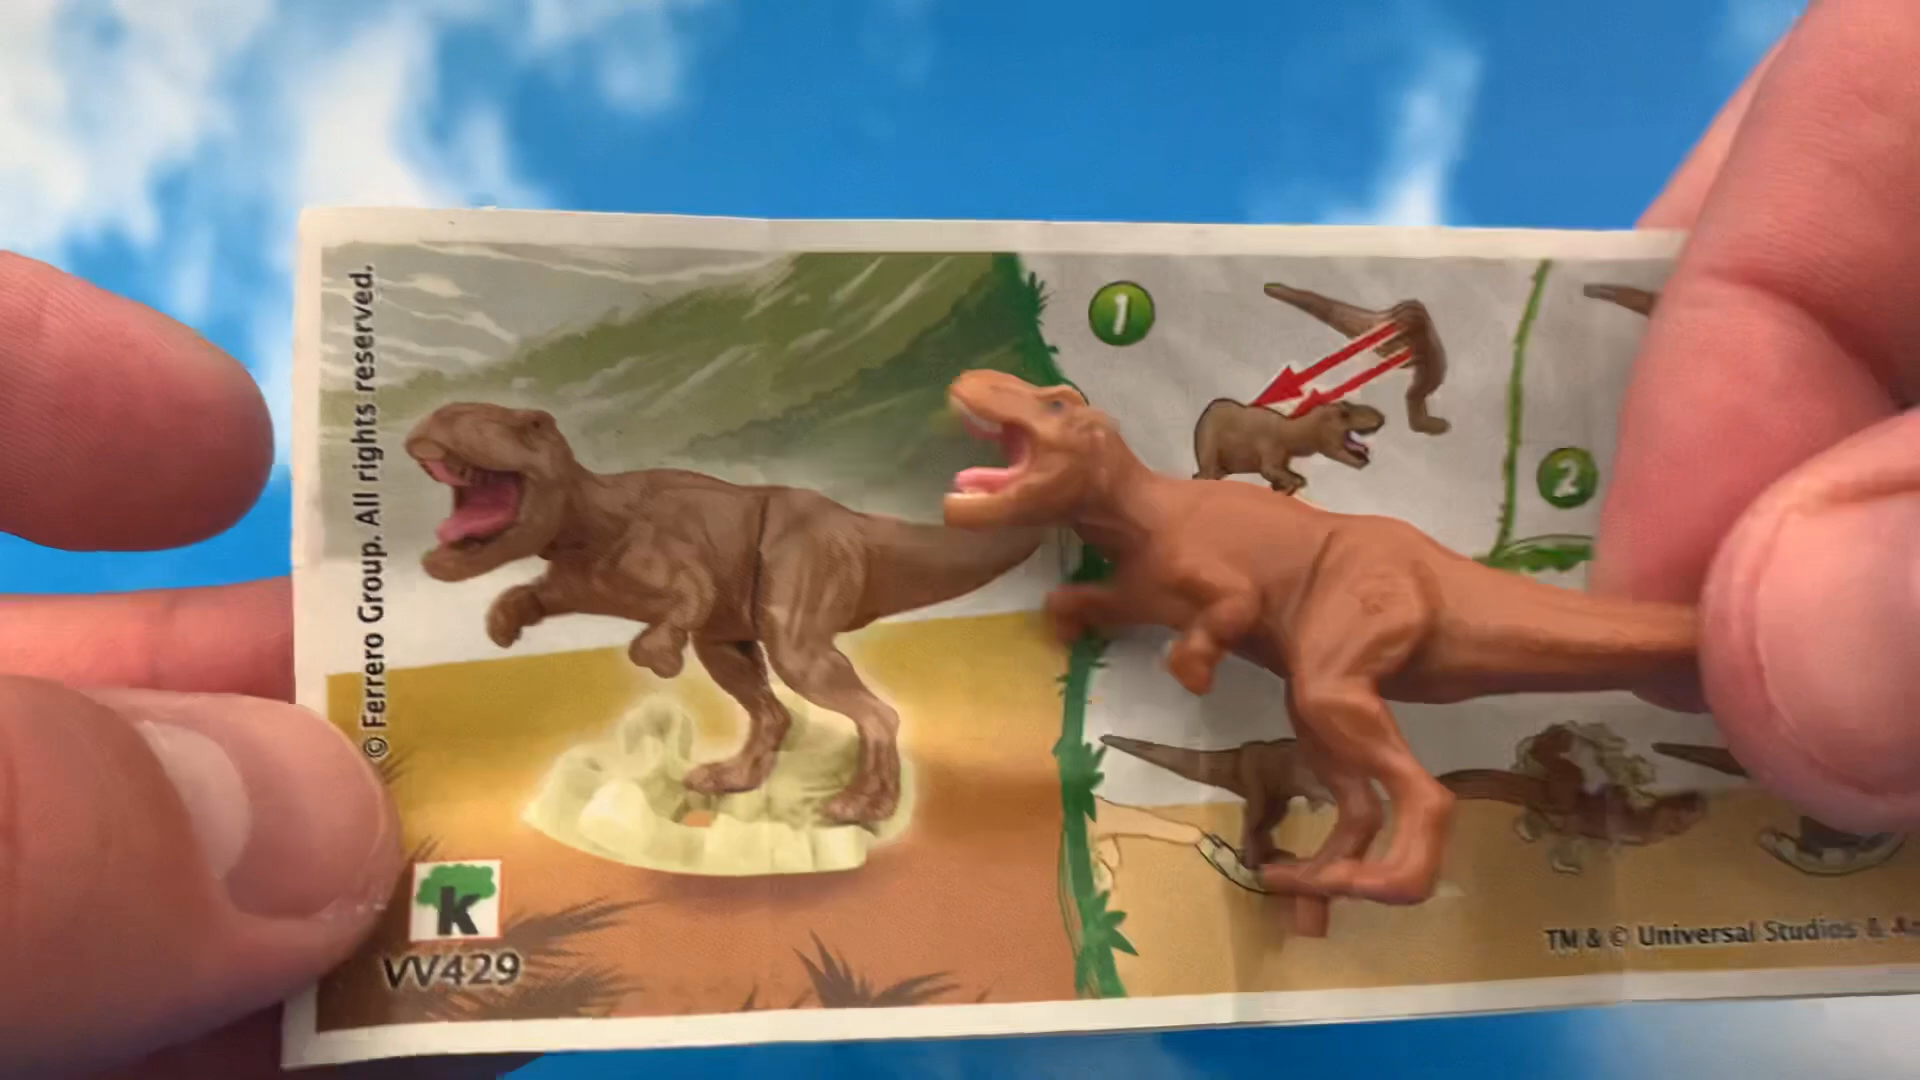 © Ferrero Group. All rights reserved.
1
2
K
VV429
TM & © Universal Studios &